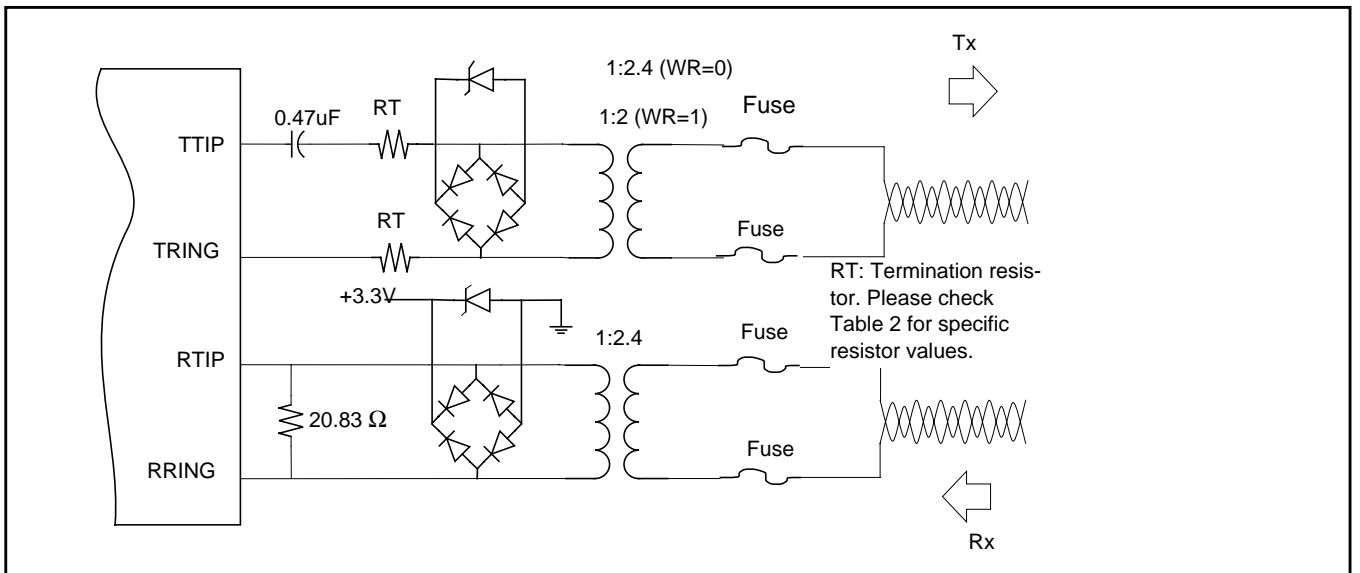 Tx
1:2.4 (WR=0)
Fuse
RT
0.47uF
1:2 (WR=1)
TTIP
RT
Fuse
TRING
RT: Termination resis-
tor. Please check
Table 2 for specific
resistor values.
+3.3V
1:2.4
Fuse
RTIP
20.83 Ω
Fuse
RRING
Rx